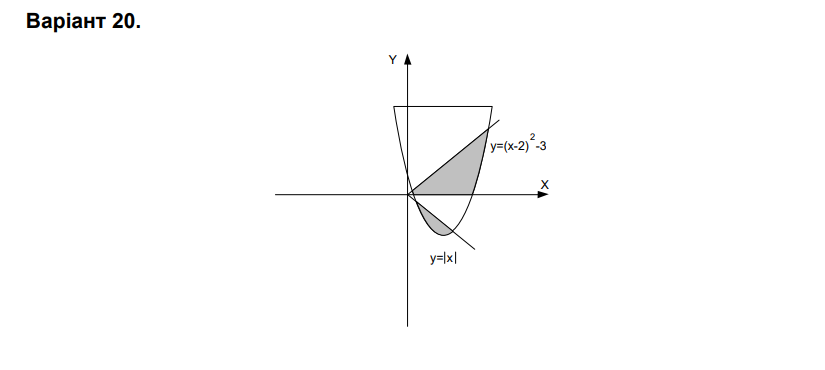 Варіант 20.
Y
y=(x-2)²-3
X
y=|x|